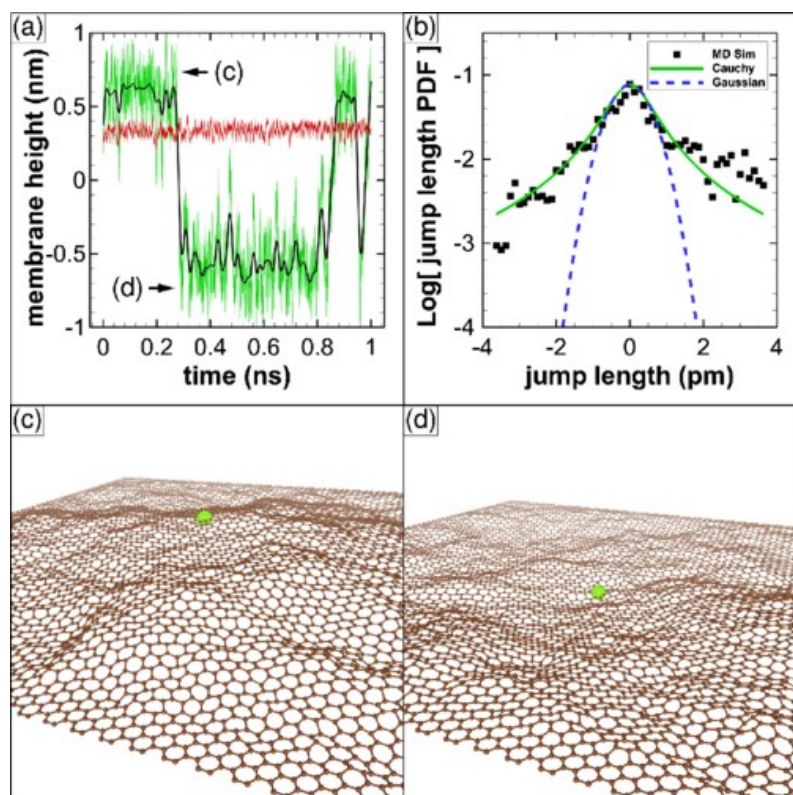 (a)
membrane height (nm)
1
0.5
0
-0.5
-1
(c)
(d)
0 0.2 0.4 0.6 0.8 1
time (ns)
(b)
Log[ jump length PDF ]
-1
-2
-3
-4
MD Sim
Cauchy
Gaussian
-4 -2 0 2 4
jump length (pm)
(c)
(d)